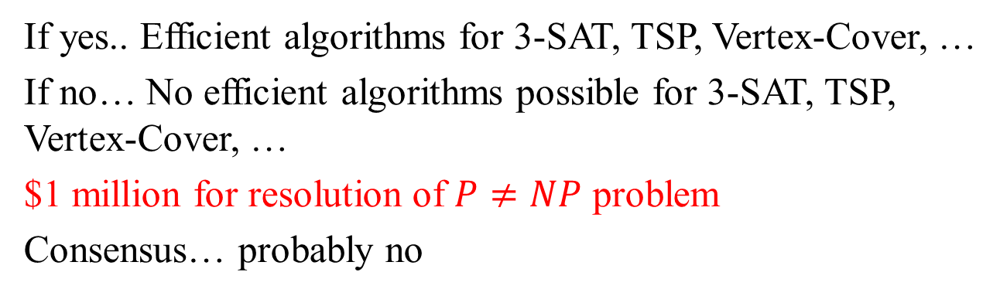 If yes.. Efficient algorithms for 3-SAT, TSP, Vertex-Cover, …
If no… No efficient algorithms possible for 3-SAT, TSP,
Vertex-Cover, …
$1 million for resolution of P ≠ NP problem
Consensus… probably no